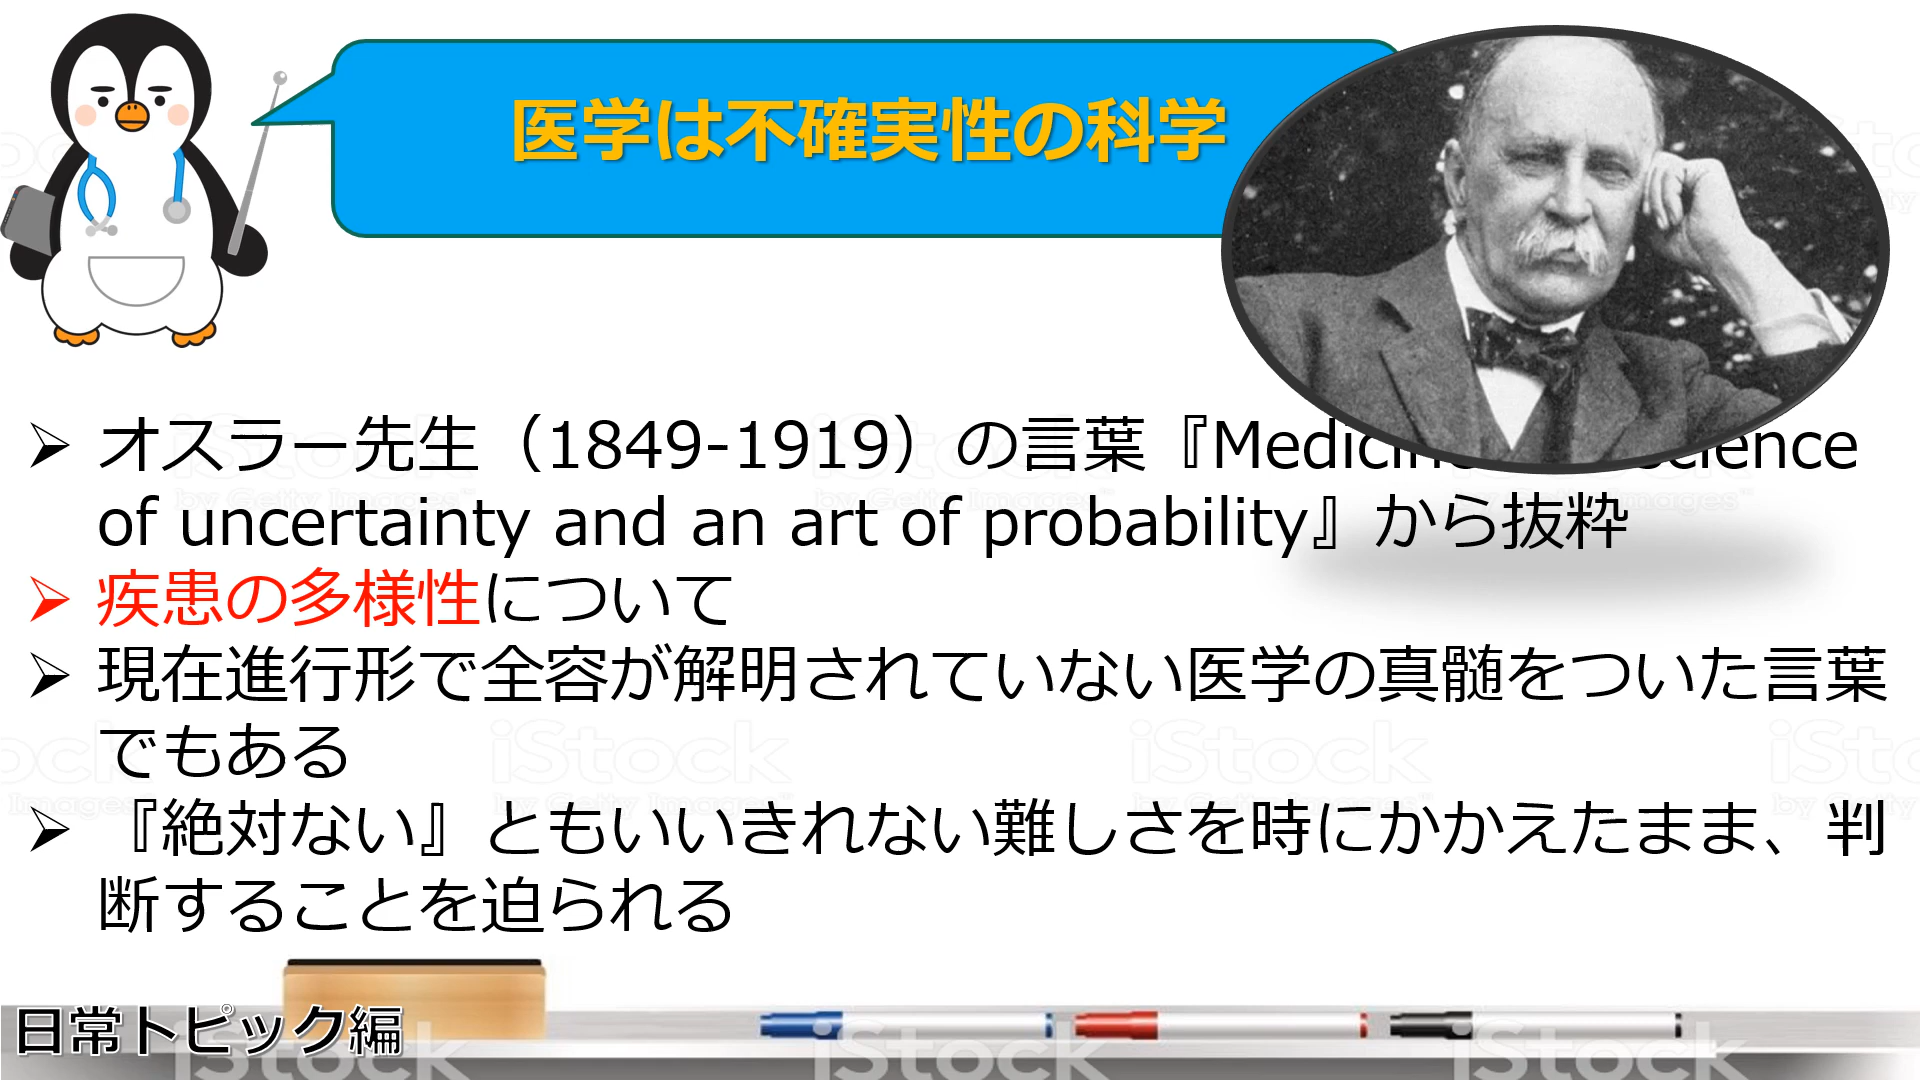 医学は不確実性の科学
オスラー先生（1849-1919）の言葉『Medicin cience
of uncertainty and an art of probability』から抜粋
疾患の多様性について
現在進行形で全容が解明されていない医学の真髄をついた言葉
でもある
『絶対ない』ともいいきれない難しさを時にかかえたまま、判
断することを迫られる
日常トピック編
iStock
by Getty Images™